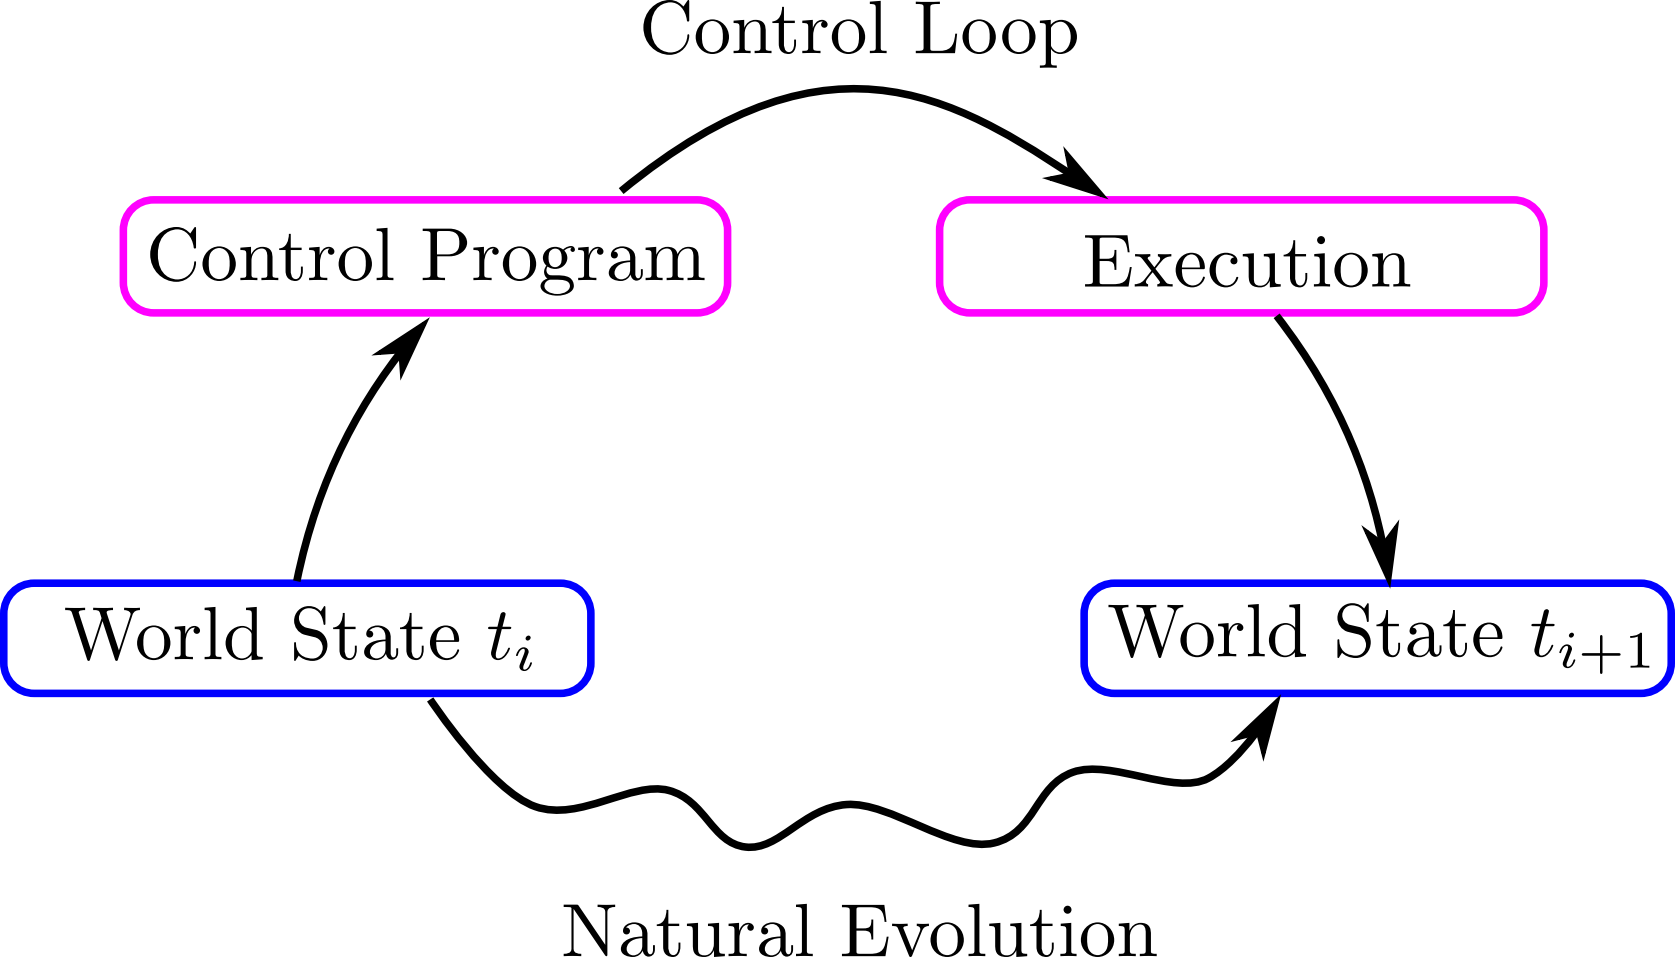 Control Loop
Control Program
Execution
World State $t_i$
World State $t_{i+1}$
Natural Evolution